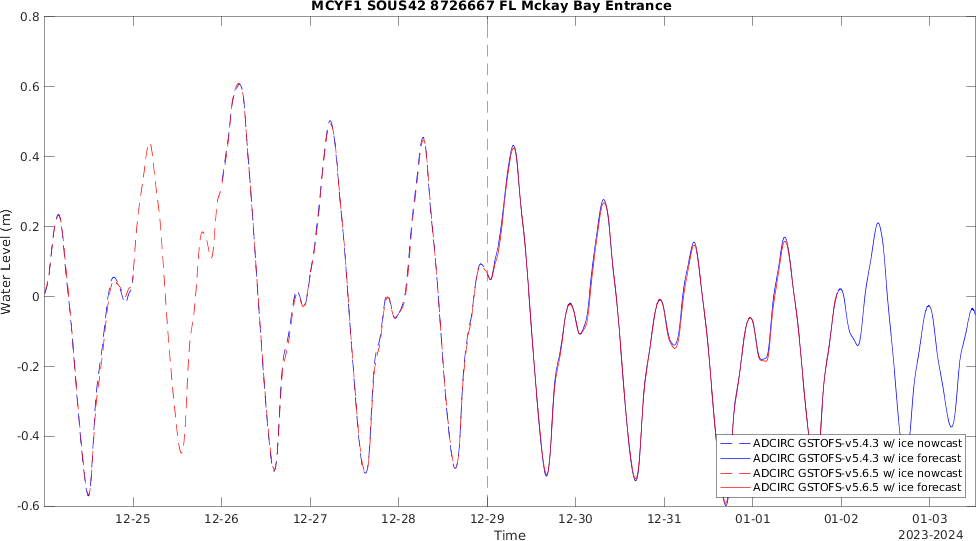 MCYF1 SOUS42 8726667 FL Mckay Bay Entrance
Water Level (m)
0.8
0.6
0.4
0.2
0
-0.2
-0.4
-0.6
12-25 12-26 12-27 12-28 12-29 12-30 12-31 01-01 01-02 01-03
Time
2023-2024
ADCIRC GSTOFS-v5.4.3 w/ ice nowcast
ADCIRC GSTOFS-v5.4.3 w/ ice forecast
ADCIRC GSTOFS-v5.6.5 w/ ice nowcast
ADCIRC GSTOFS-v5.6.5 w/ ice forecast